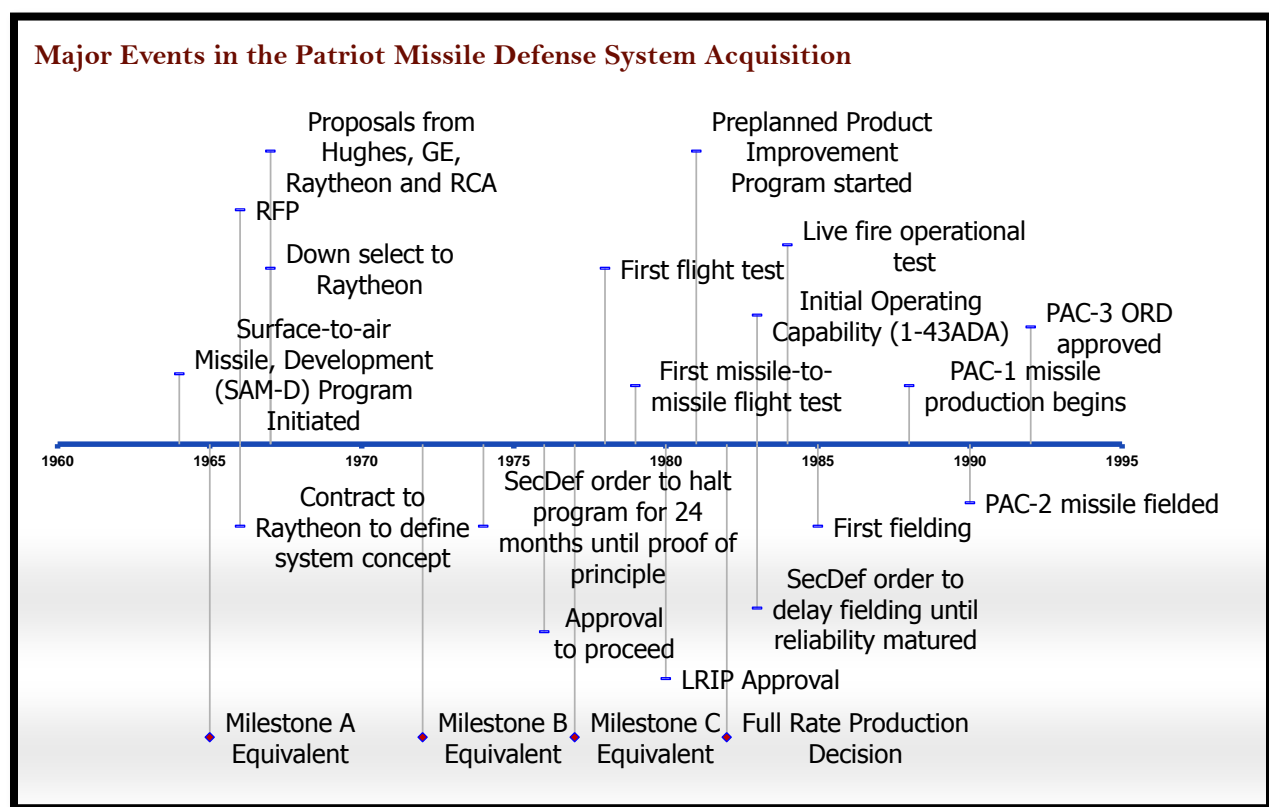 Major Events in the Patriot Missile Defense System Acquisition
Proposals from
Hughes, GE,
Raytheon and RCA
RFP
Down select to
Raytheon
Surface-to-air
Missile, Development
(SAM-D) Program
Initiated
Preplanned Product
Improvement
Program started
Live fire operational
test
First flight test
Initial Operating
Capability (1-43ADA)
First missile-to-
missile flight test
PAC-3 ORD
approved
PAC-1 missile
production begins
1960
1965
1970
1975
1980
1985
1990
1995
Contract to
Raytheon to define
system concept
SecDef order to halt
program for 24
months until proof of
principle
Approval
to proceed
LRIP Approval
PAC-2 missile fielded
First fielding
SecDef order to
delay fielding until
reliability matured
Milestone A
Equivalent
Milestone B
Equivalent
Milestone C
Equivalent
Full Rate Production
Decision